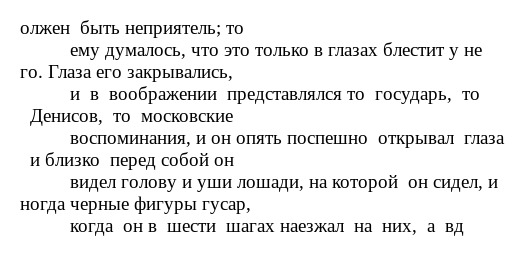 олжен быть неприятель; то
ему думалось, что это только в глазах блестит у не
го. Глаза его закрывались,
и в воображении представлялся то государь, то
Денисов, то московские
воспоминания, и он опять поспешно открывал глаза
и близко перед собой он
видел голову и уши лошади, на которой он сидел, и
ногда черные фигуры гусар,
когда он в шести шагах наезжал на них, а вд